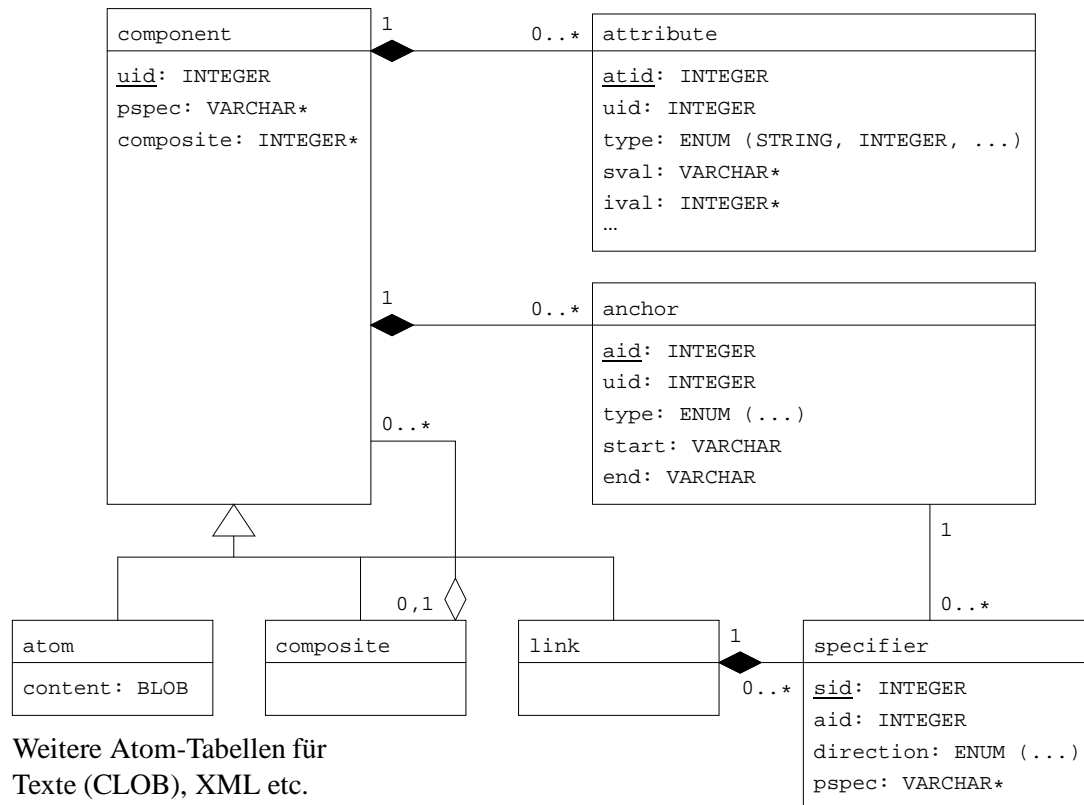 component
uid: INTEGER
pspec: VARCHAR*
composite: INTEGER*
1
0..*
attribute
atid: INTEGER
uid: INTEGER
type: ENUM (STRING, INTEGER, ...)
sval: VARCHAR*
ival: INTEGER*
…
1
0..*
anchor
aid: INTEGER
uid: INTEGER
type: ENUM (...)
start: VARCHAR
end: VARCHAR
0..*
0,1
1
0..*
atom
content: BLOB
composite
link
1
0..*
specifier
sid: INTEGER
aid: INTEGER
direction: ENUM (...)
pspec: VARCHAR*
Weitere Atom-Tabellen für
Texte (CLOB), XML etc.